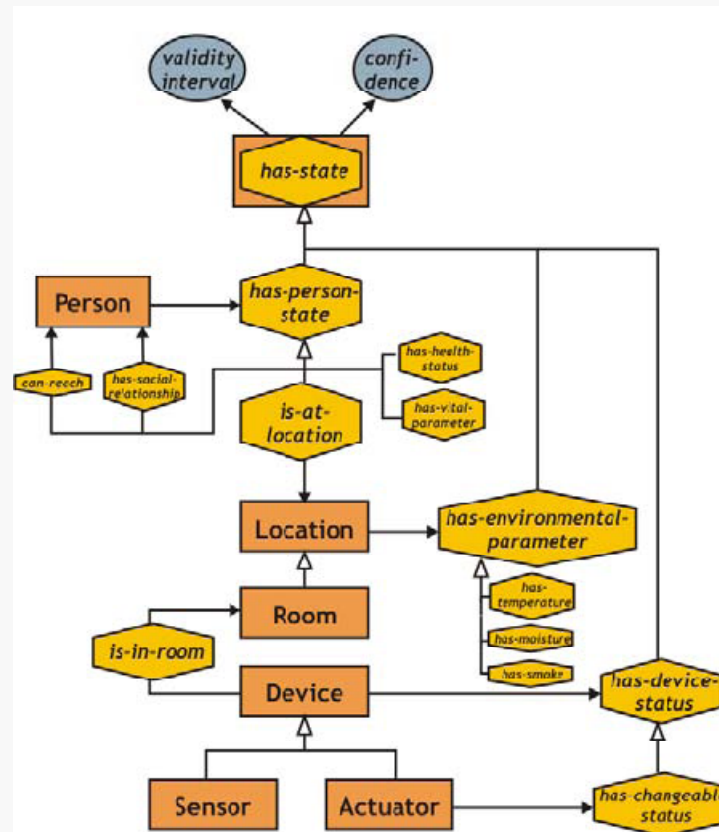 validity
interval
confi-
dence
has-state
Person
has-person-
state
can-reach
has-social-
relationship
has-health-
status
has-vital-
parameter
is-at-
location
Location
has-environmental-
parameter
Room
has-
temperature
has-moisture
has-smoke
is-in-room
Device
has-device-
status
Sensor
Actuator
has-changeable
status